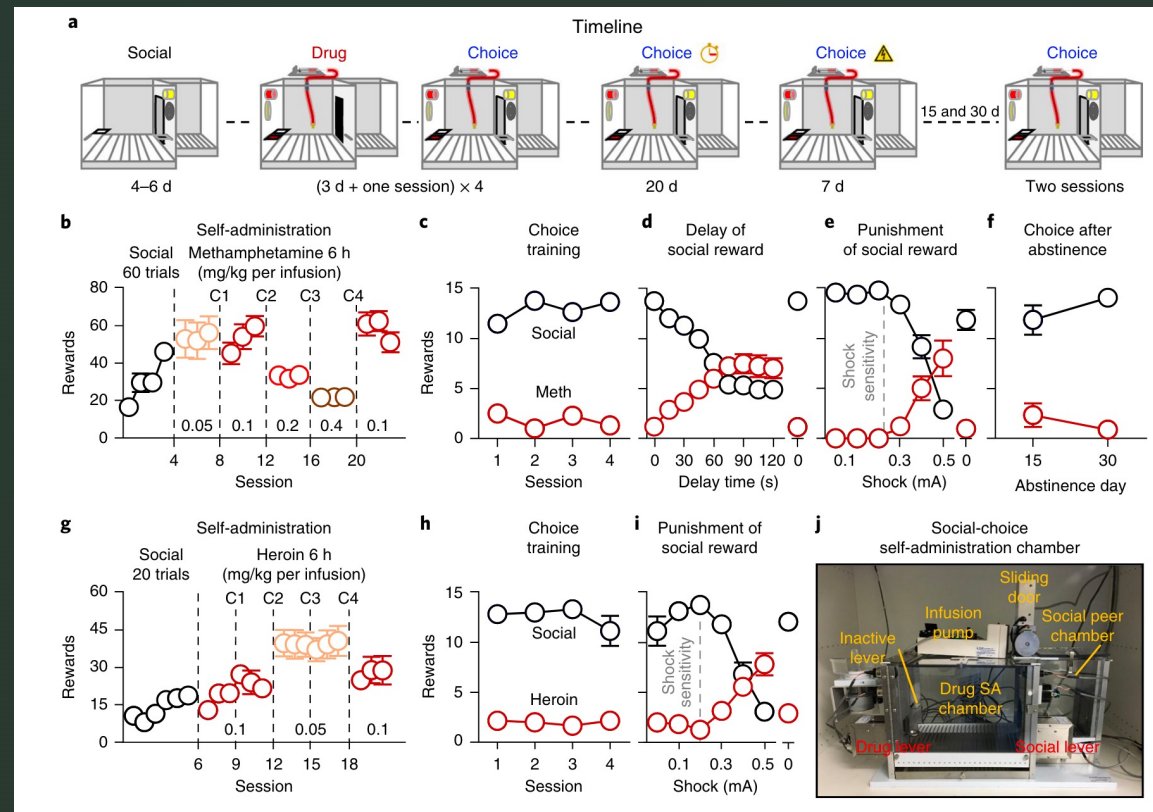 a
Timeline
Social
Drug
Choice
Choice
Choice
Choice
15 and 30 d
4–6 d
(3 d + one session) × 4
20 d
7 d
Two sessions
b
Self-administration
Social
60 trials
Methamphetamine 6 h
(mg/kg per infusion)
C1
C2
C3
C4
Rewards
80
60
40
20
0
0.05
0.1
0.2
0.4
0.1
4
8
12
16
20
Session
c
Choice
training
15
10
5
0
Rewards
Social
Meth
1
2
3
4
Session
d
Delay of
social reward
15
10
5
0
0
30
60
90
120
0
Delay time (s)
e
Punishment
of social reward
Shock
sensitivity
0.1
0.3
0.5
0
Shock (mA)
f
Choice after
abstinence
15
30
Abstinence day
g
Self-administration
Social
20 trials
Heroin 6 h
(mg/kg per infusion)
C1
C2
C3
C4
Rewards
60
45
30
15
0
0.1
0.05
0.1
6
9
12
15
18
Session
h
Choice
training
Rewards
15
10
5
0
Social
Heroin
1
2
3
4
Session
i
Punishment of
social reward
Shock
sensitivity
0.1
0.3
0.5
0
Shock (mA)
j
Social-choice
self-administration chamber
Sliding
door
Infusion
pump
Social peer
chamber
Inactive
lever
Drug SA
chamber
Drug lever
Social lever